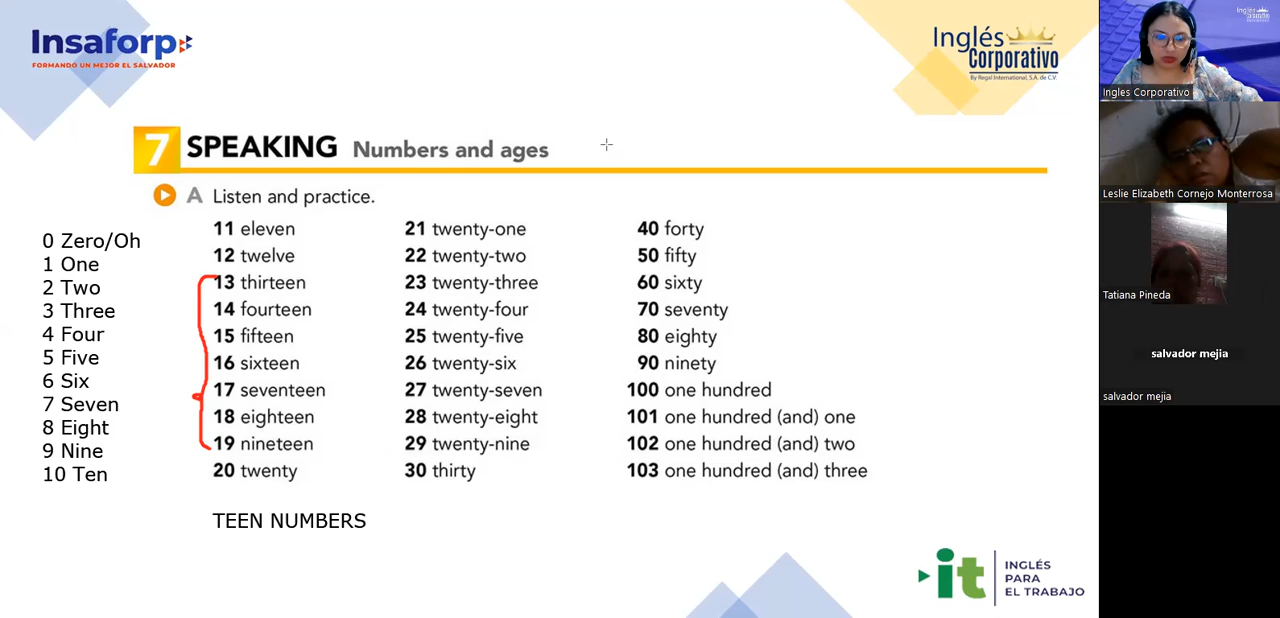 Insaforp
FORMANDO UN MEJOR EL SALVADOR
Inglés
Corporativo
By Regal International, S.A. de C.V.
7 SPEAKING Numbers and ages
A Listen and practice.
0 Zero/Oh
1 One
2 Two
3 Three
4 Four
5 Five
6 Six
7 Seven
8 Eight
9 Nine
10 Ten
11 eleven
12 twelve
13 thirteen
14 fourteen
15 fifteen
16 sixteen
17 seventeen
18 eighteen
19 nineteen
20 twenty
21 twenty-one
22 twenty-two
23 twenty-three
24 twenty-four
25 twenty-five
26 twenty-six
27 twenty-seven
28 twenty-eight
29 twenty-nine
30 thirty
40 forty
50 fifty
60 sixty
70 seventy
80 eighty
90 ninety
100 one hundred
101 one hundred (and) one
102 one hundred (and) two
103 one hundred (and) three
TEEN NUMBERS
it
INGLÉS
PARA
EL TRABAJO
Inglés
Ingles Corporativo
Leslie Elizabeth Cornejo Monterrosa
Tatiana Pineda
salvador mejia
salvador mejia